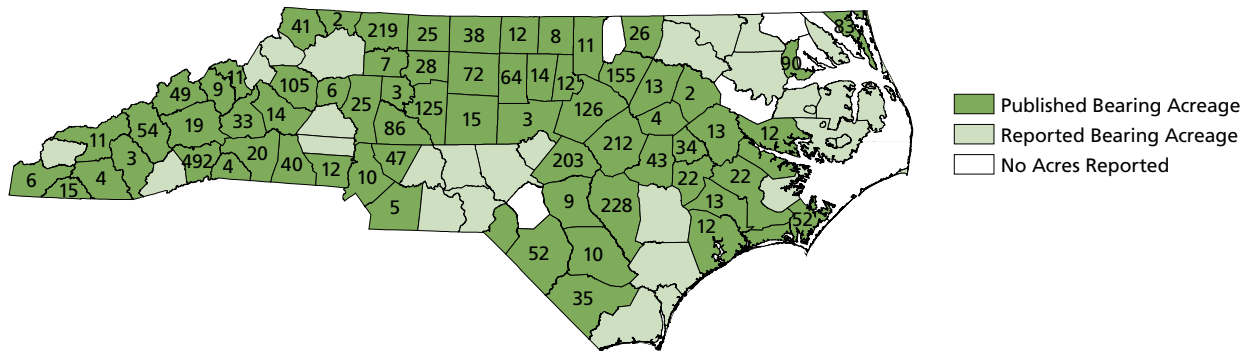 41 2 219 25 38 12 8 11 26 83
7 28 72 64 14 12 155 13 2 90
49 9 11 105 6 25 3 125 15 3 126 4
54 19 33 14 86 212 34 13 12
11 3 492 4 20 40 12 47 203 43 22 22
6 15 4 10 5 9 228 13 12 52
52 10
35
Published Bearing Acreage
Reported Bearing Acreage
No Acres Reported